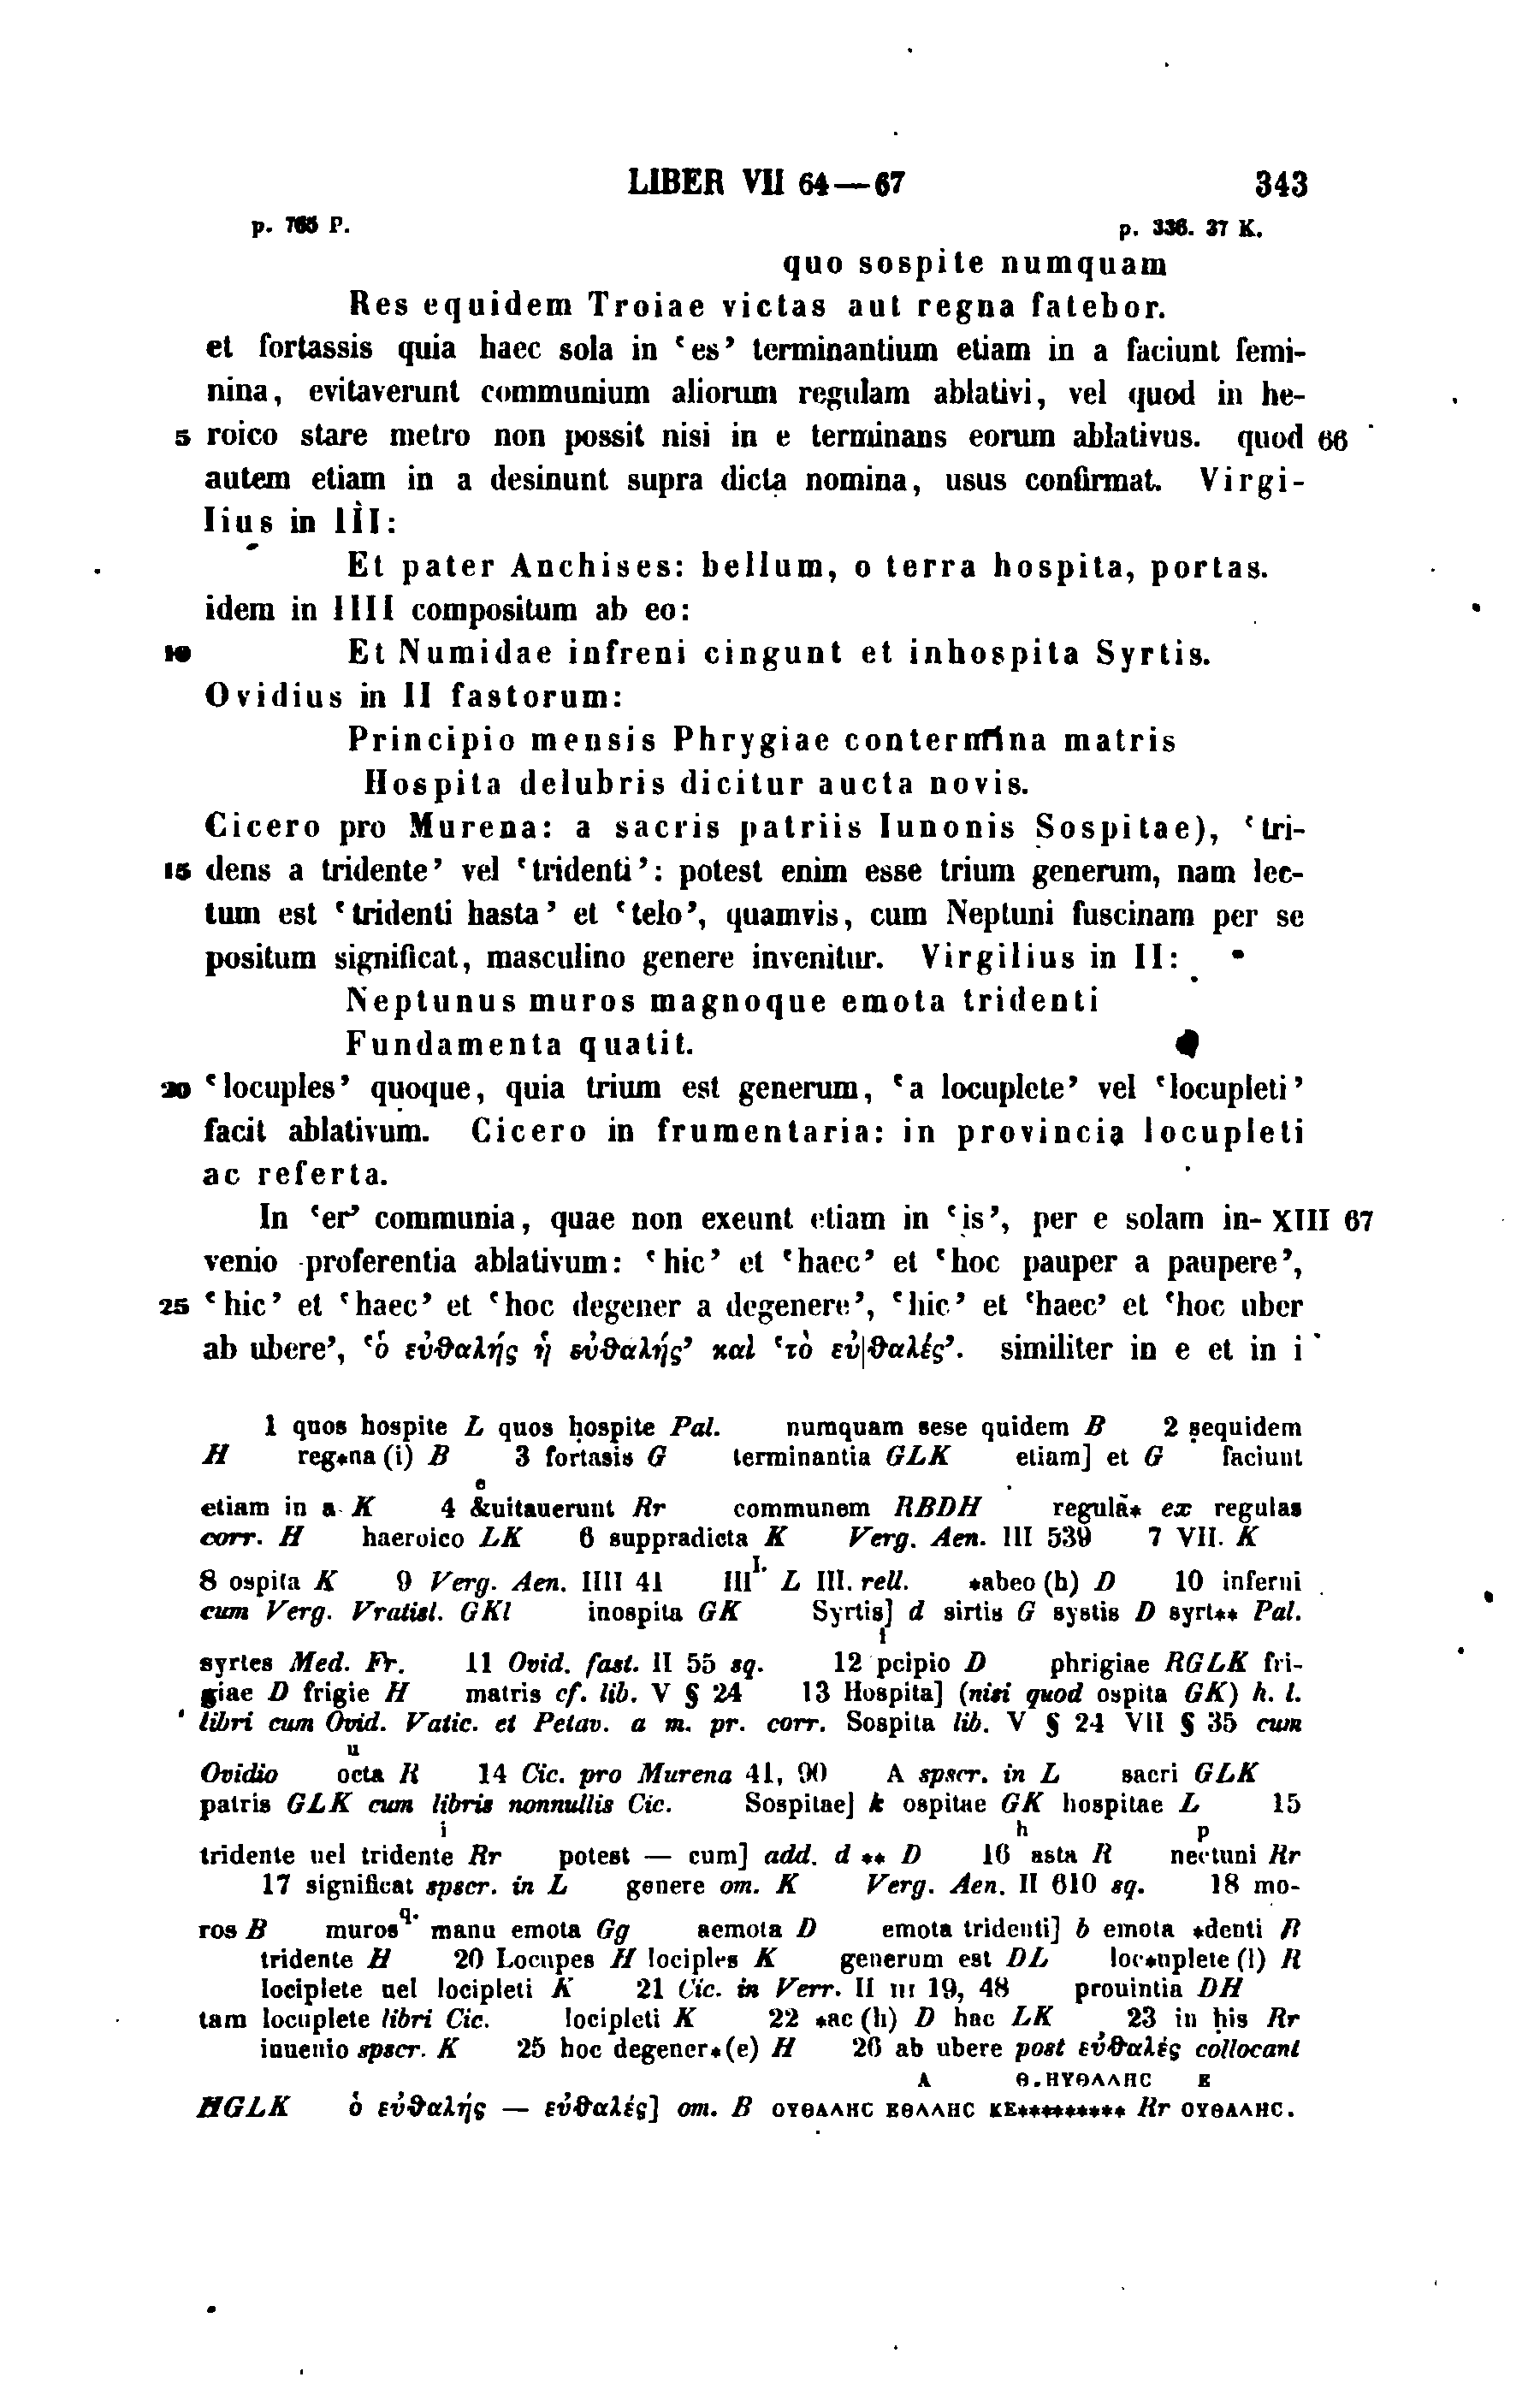 LIBER VII 64—67 343
p. 765 P. p. 336. 37 K.
quo sospite numquam
Res equidem Troiae victas aut regna fatebor.
et fortassis quia haec sola in ‘es’ terminantium etiam in a faciunt femi-
nina, evitaverunt communium aliorum regulam ablativi, vel quod in he-
5 roico stare metro non possit nisi in e terminans eorum ablativus. quod 66
autem etiam in a desinunt supra dicta nomina, usus confirmat. Virgi-
lius in III:
Et pater Anchises: bellum, o terra hospita, portas.
idem in IIII compositum ab eo:
10 Et Numidae infreni cingunt et inhospita Syrtis.
Ovidius in II fastorum:
Principio mensis Phrygiae contermina matris
Hospita delubris dicitur aucta novis.
Cicero pro Murena: a sacris patriis Iunonis Sospitae), ‘tri-
15 dens a tridente’ vel ‘tridenti’: potest enim esse trium generum, nam lec-
tum est ‘tridenti hasta’ et ‘telo’, quamvis, cum Neptuni fuscinam per se
positum significat, masculino genere invenitur. Virgilius in II:
Neptunus muros magnoque emota tridenti
Fundamenta quatit.
20 ‘locuples’ quoque, quia trium est generum, ‘a locuplete’ vel ‘locupleti’
facit ablativum. Cicero in frumentaria: in provincia locupleti
ac referta.
In ‘er’ communia, quae non exeunt etiam in ‘is’, per e solam in- XIII 67
venio proferentia ablativum: ‘hic’ et ‘haec’ et ‘hoc pauper a paupere’,
25 ‘hic’ et ‘haec’ et ‘hoc degener a degenere’, ‘hic’ et ‘haec’ et ‘hoc uber
ab ubere’, ‘ὁ εὐθαλής ἡ εὐθαλής’ καὶ ‘τὸ εὐ|θαλές’. similiter in e et in i
1 quos hospite L quos hospite Pal. numquam sese quidem B 2 sequidem
H reg*na (i) B 3 fortasis G terminantia GLK etiam] et G faciunt
e
etiam in a K 4 &uitauerunt Rr communem RBDH regulā* ex regulas
corr. H haeroico LK 6 suppradicta K Verg. Aen. III 539 7 VII. K
8 ospita K 9 Verg. Aen. IIII 41 III I. L III. rell. *abeo (h) D 10 inferni
cum Verg. Vratisl. GKl inospita GK Syrtis] d sirtis G systis D syrt** Pal.
i
syrtes Med. Fr. 11 Ovid. fast. II 55 sq. 12 pcipio D phrigiae RGLK fri-
giae D frigie H matris cf. lib. V § 24 13 Hospita] (nisi quod ospita GK) h. l.
libri cum Ovid. Vatic. et Petav. a m. pr. corr. Sospita lib. V § 24 VII § 35 cum
u
Ovidio octa R 14 Cic. pro Murena 41, 90 A spscr. in L sacri GLK
patris GLK cum libris nonnullis Cic. Sospitae] k ospitae GK hospitae L 15
i h p
tridente uel tridente Rr potest — cum] add. d ** D 16 asta R nectuni Rr
17 significat spscr. in L genere om. K Verg. Aen. II 610 sq. 18 mo-
ros B muros q. manu emota Gg aemota D emota tridenti] b emota *denti R
tridente H 20 Locupes H lociples K generum est DL loc*uplete (l) R
lociplete uel locipleti K 21 Cic. in Verr. II III 19, 48 prouintia DH
tam locuplete libri Cic. locipleti K 22 *ac (h) D hac LK 23 in his Rr
inuenio spscr. K 25 hoc degener*(e) H 26 ab ubere post εὐθαλές collocant
Α Θ.ΗΥΘΑΛΗC Ε
HGLK ὁ εὐθαλής — εὐθαλές] om. B ΟΥΘΑΛΗC ΕΘΛΛΗC ΚΕ********** Rr ΟΥΘΑΛΗC.